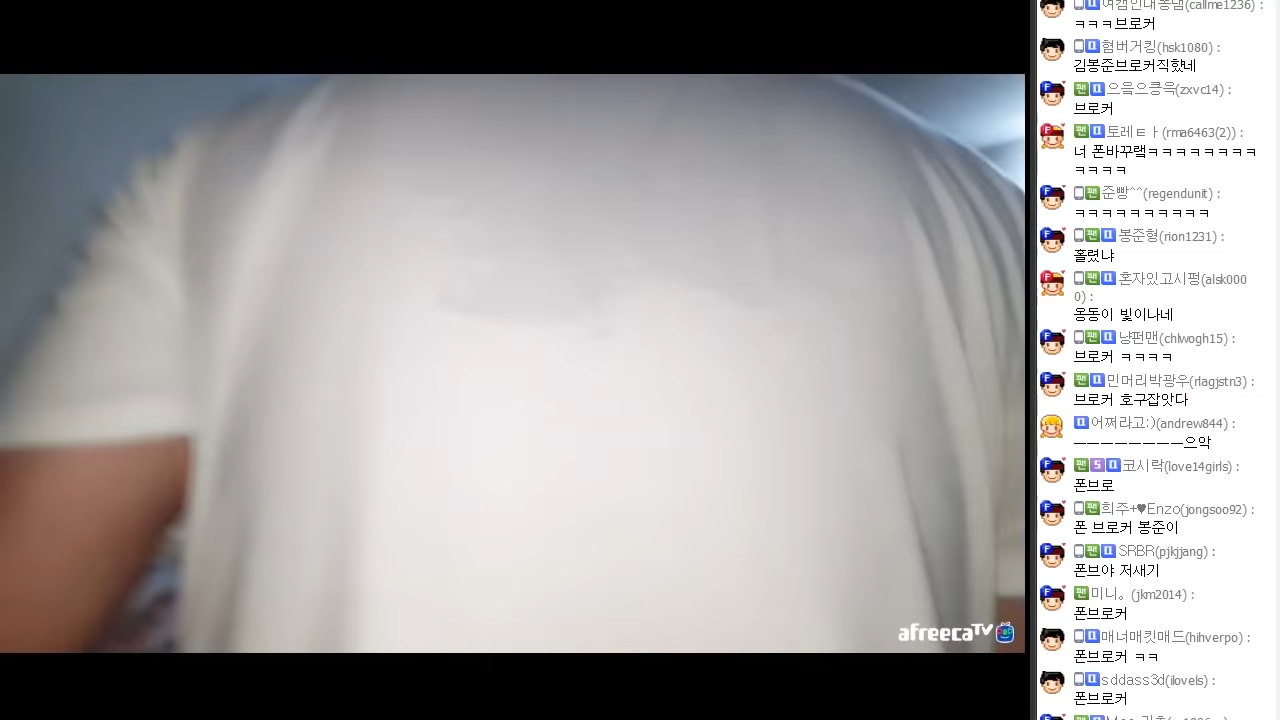 ㅋㅋㅋ브로커
혐버거킹(hsk1080) :
김봉준브로커직했네
(zxvc14) :
브로커
토레ㅌㅏ(rma6463(2)) :
너 폰바꾸랰ㅋㅋㅋㅋㅋㅋㅋㅋ
ㅋㅋㅋㅋ
준빵^^(regendunit) :
ㅋㅋㅋㅋㅋㅋㅋㅋㅋㅋ
봉준형(rion1231) :
홀렸냐
혼자있고시펑(alsk000
0) :
옹동이 빛이나네
냥펀맨(chlwogh15) :
브로커 ㅋㅋㅋㅋ
민머리박광우(rlagjstn3) :
브로커 호구잡앗다
어쩌라고;)(andrew844) :
ㅡㅡㅡㅡㅡㅡㅡㅡ으악
코시락(love14girls) :
폰브로
희주+♥Enzo(jongsoo92) :
폰 브로커 봉준이
SRBR(pjkjjang) :
폰브야 저새기
미니。(jkm2014) :
폰브로커
매너매킷매드(hihverpo) :
폰브로커 ㅋㅋ
sddass3d(ilovels) :
폰브로커
afreecaTV